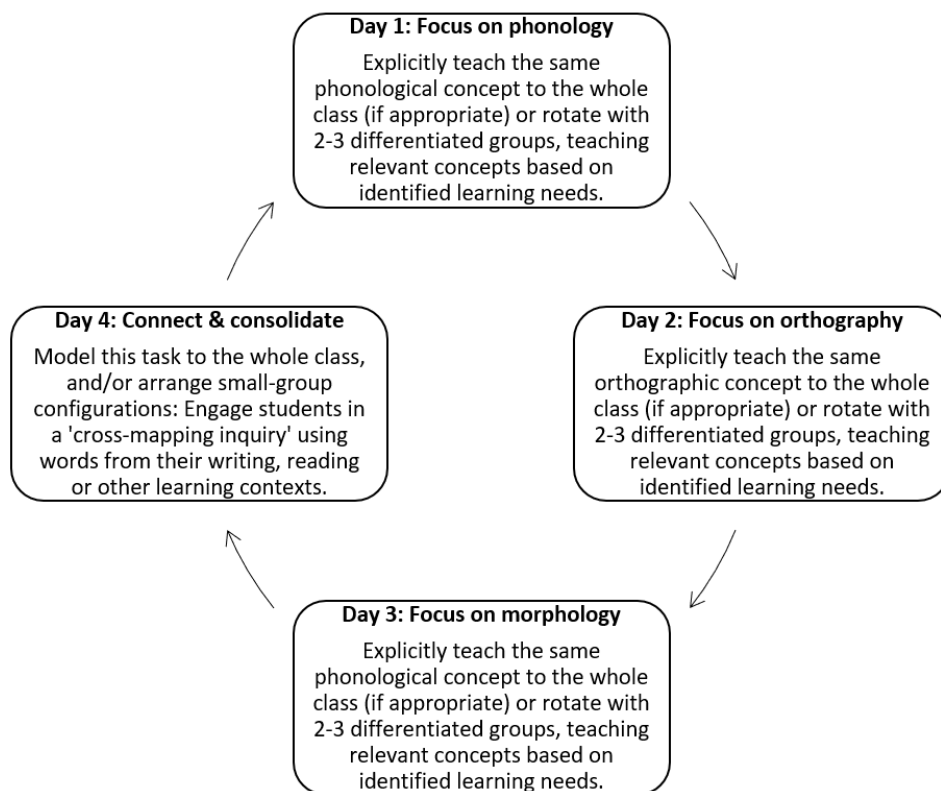 Day 1: Focus on phonology
Explicitly teach the same
phonological concept to the whole
class (if appropriate) or rotate with
2-3 differentiated groups, teaching
relevant concepts based on
identified learning needs.
Day 2: Focus on orthography
Explicitly teach the same
orthographic concept to the whole
class (if appropriate) or rotate with
2-3 differentiated groups, teaching
relevant concepts based on
identified learning needs.
Day 3: Focus on morphology
Explicitly teach the same
phonological concept to the whole
class (if appropriate) or rotate with
2-3 differentiated groups, teaching
relevant concepts based on
identified learning needs.
Day 4: Connect & consolidate
Model this task to the whole class,
and/or arrange small-group
configurations: Engage students in
a 'cross-mapping inquiry' using
words from their writing, reading
or other learning contexts.